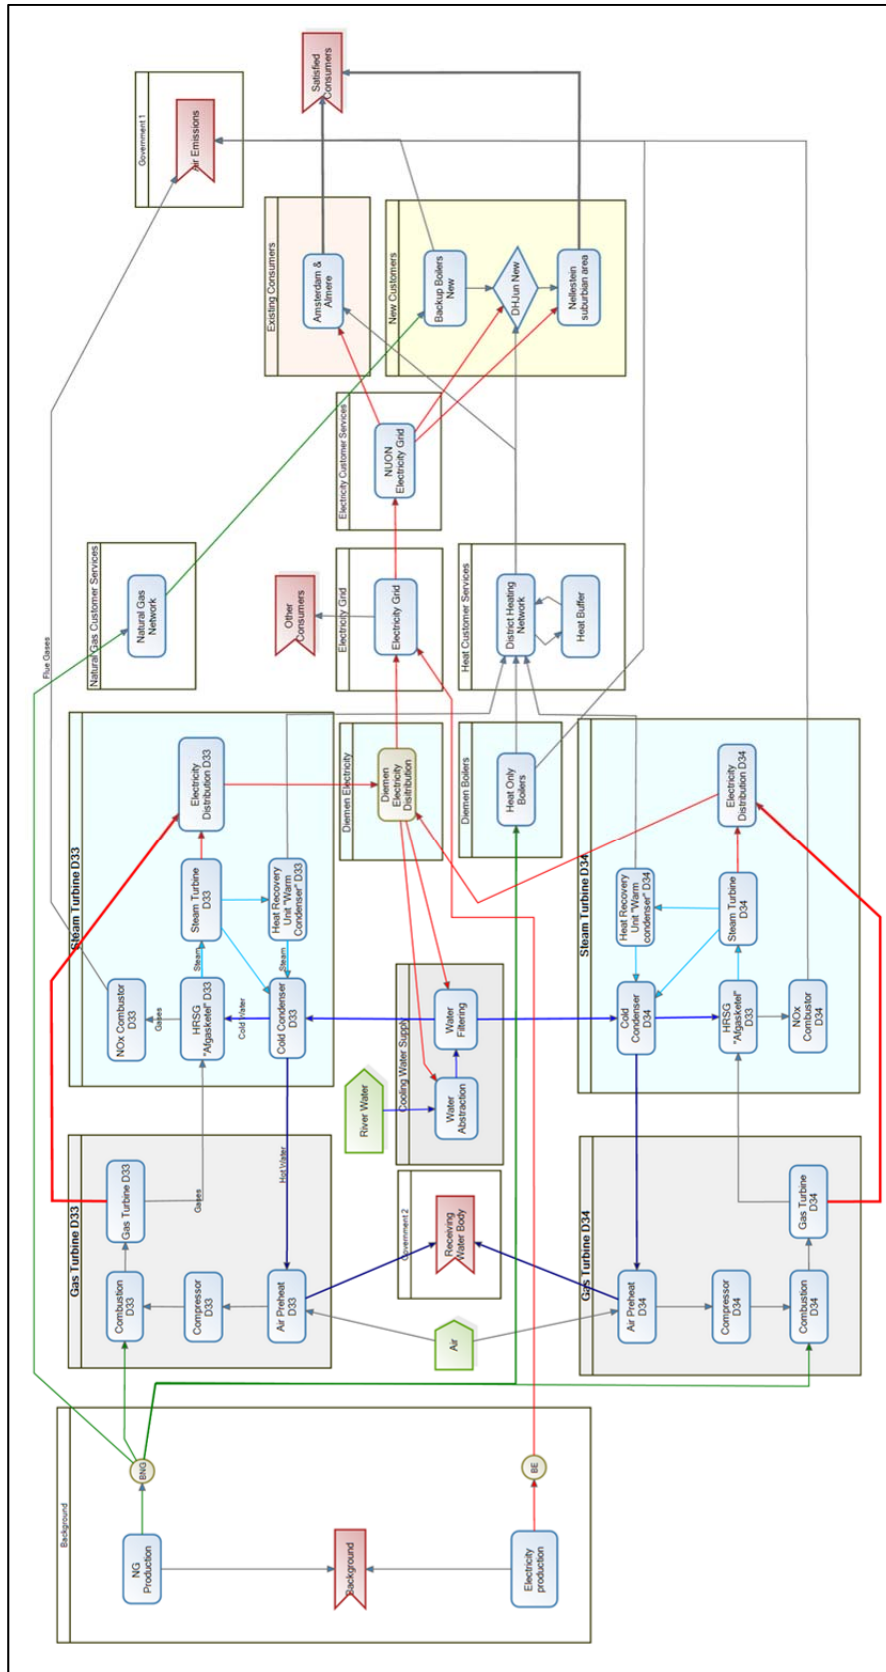 Background
NG
Production
BNG
Background
Electricity
production
BE
Gas Turbine D33
Combustion
D33
Gas Turbine D33
Compressor
D33
Air Preheat
D33
Gases
Hot Water
Air
Government 2
Receiving
Water Body
Gas Turbine D34
Air Preheat
D34
Compressor
D34
Combustion
D34
Gas Turbine
D34
River Water
Cooling Water Supply
Water
Abstraction
Water
Filtering
Steam Turbine D33
NOx Combustor
D33
Gases
HRSG
"Afgasketel" D33
Cold Water
Cold Condenser
D33
Steam
Steam Turbine
D33
Steam
Heat Recovery
Unit "Warm
Condenser" D33
Electricity
Distribution D33
Steam Turbine D34
Cold
Condenser
D34
HRSG
"Afgasketel"
D33
NOx
Combustor
D34
Heat Recovery
Unit "Warm
condenser" D34
Steam Turbine
D34
Electricity
Distribution D34
Diemen Electricity
Diemen
Electricity
Disitribution
Diemen Boilers
Heat Only
Boilers
Flue Gases
Natural Gas Customer Services
Natural Gas
Network
Other
Consumers
Electricity Grid
Electricity Grid
Heat Customer Services
District Heating
Network
Heat Buffer
Electricity Customer Services
NUON
Electricity Grid
Existing Consumers
Amsterdam &
Almere
New Customers
Backup Boilers
New
DHJun New
Nellestein
suburbian area
Government 1
Air Emissions
Satisfied
Consumers